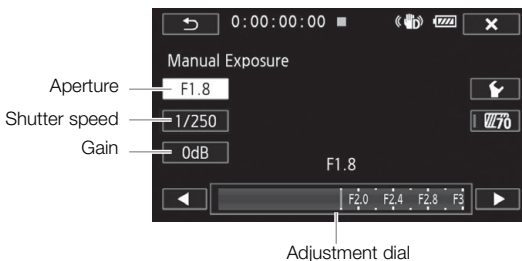 0:00:00:00
Manual Exposure
Aperture
F1.8
Shutter speed
1/250
70
Gain
0dB
F1.8
F2.0 F2.4 F2.8 F3
Adjustment dial